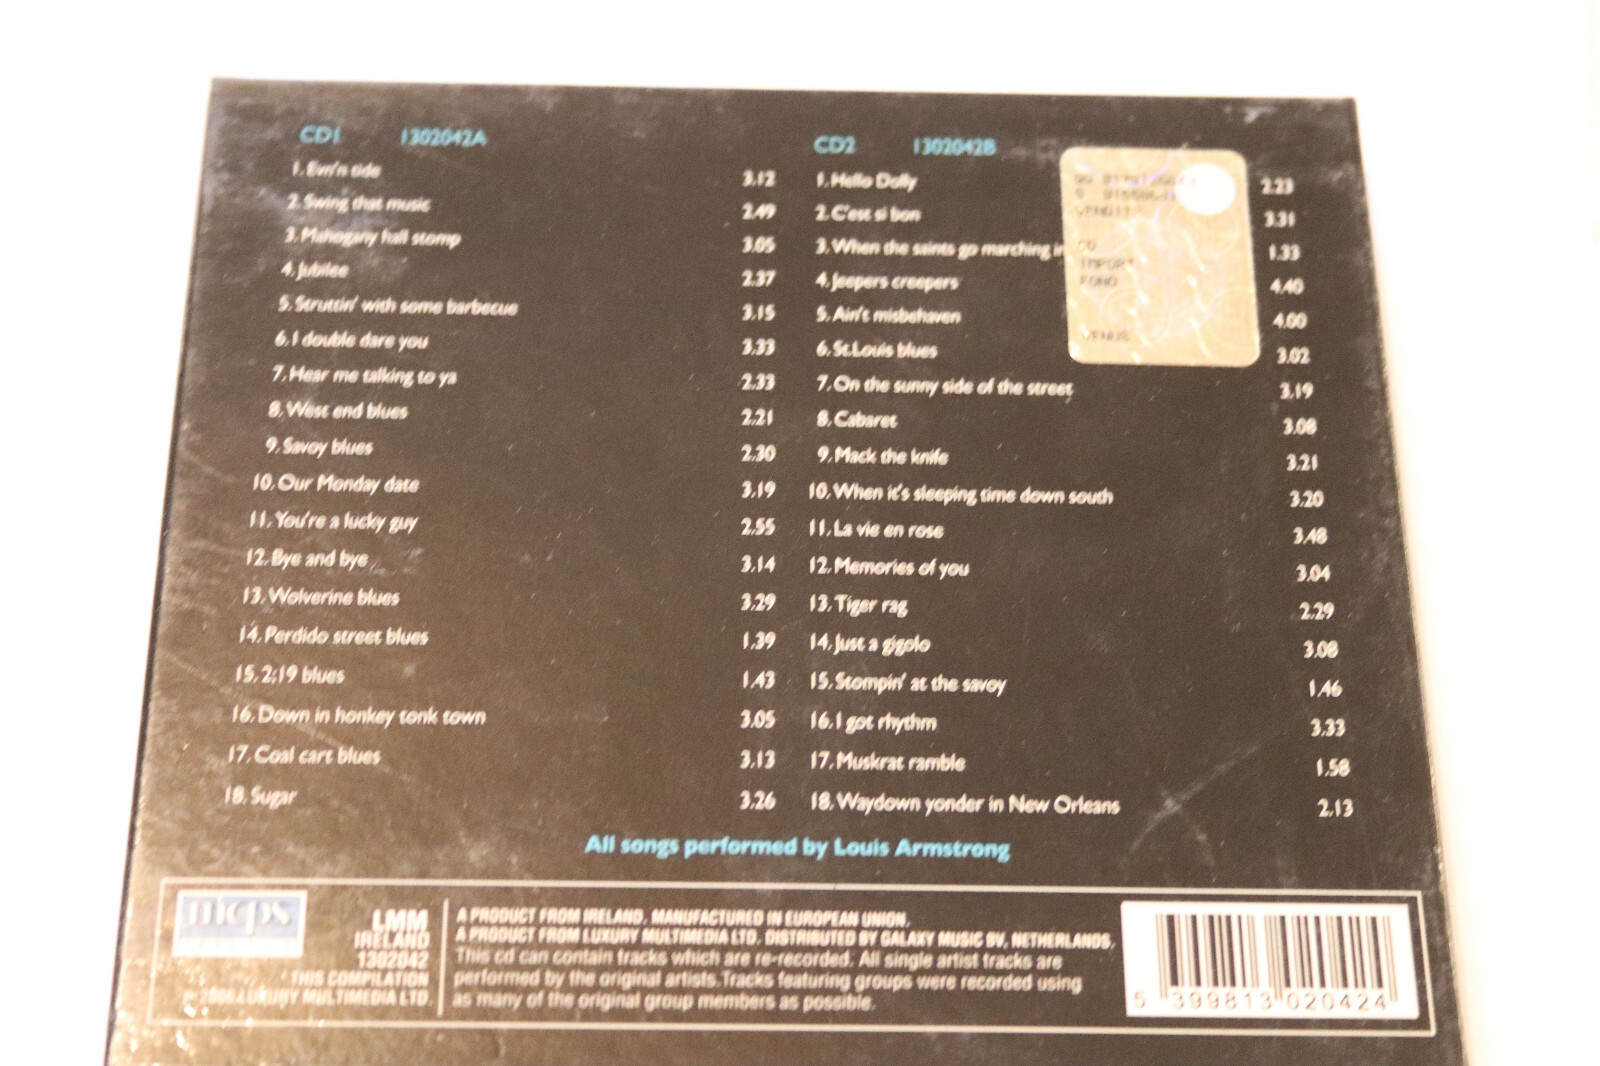 CD1 1302042A
1. Evn'n tide 3.12
2. Swing that music 2.49
3. Mahogany hall stomp 3.05
4. Jubilee 2.37
5. Struttin' with some barbecue 3.15
6. I double dare you 3.33
7. Hear me talking to ya 2.33
8. West end blues 2.21
9. Savoy blues 2.30
10. Our Monday date 3.19
11. You're a lucky guy 2.55
12. Bye and bye 3.14
13. Wolverine blues 3.29
14. Perdido street blues 1.39
15. 2:19 blues 1.43
16. Down in honkey tonk town 3.05
17. Coal cart blues 3.13
18. Sugar 3.26
CD2 1302042B
1. Hello Dolly 2.23
2. C'est si bon 3.31
3. When the saints go marching 1.33
4. Jeepers creepers 4.40
5. Ain't misbehaven 4.00
6. St.Louis blues 3.02
7. On the sunny side of the street 3.19
8. Cabaret 3.08
9. Mack the knife 3.21
10. When it's sleeping time down south 3.20
11. La vie en rose 3.48
12. Memories of you 3.04
13. Tiger rag 2.29
14. Just a gigolo 3.08
15. Stompin' at the savoy 1.46
16. I got rhythm 3.33
17. Muskrat ramble 1.58
18. Waydown yonder in New Orleans 2.13
CD
IMPORT
FONO
VENUS
All songs performed by Louis Armstrong
mcps
LMM
IRELAND
1302042
THIS COMPILATION
LUXURY MULTIMEDIA LTD.
A PRODUCT FROM IRELAND. MANUFACTURED IN EUROPEAN UNION.
A PRODUCT FROM LUXURY MULTIMEDIA LTD. DISTRIBUTED BY GALAXY MUSIC BV, NETHERLANDS.
This cd can contain tracks which are re-recorded. All single artist tracks are
performed by the original artists. Tracks featuring groups were recorded using
as many of the original group members as possible.
5 399813 020424